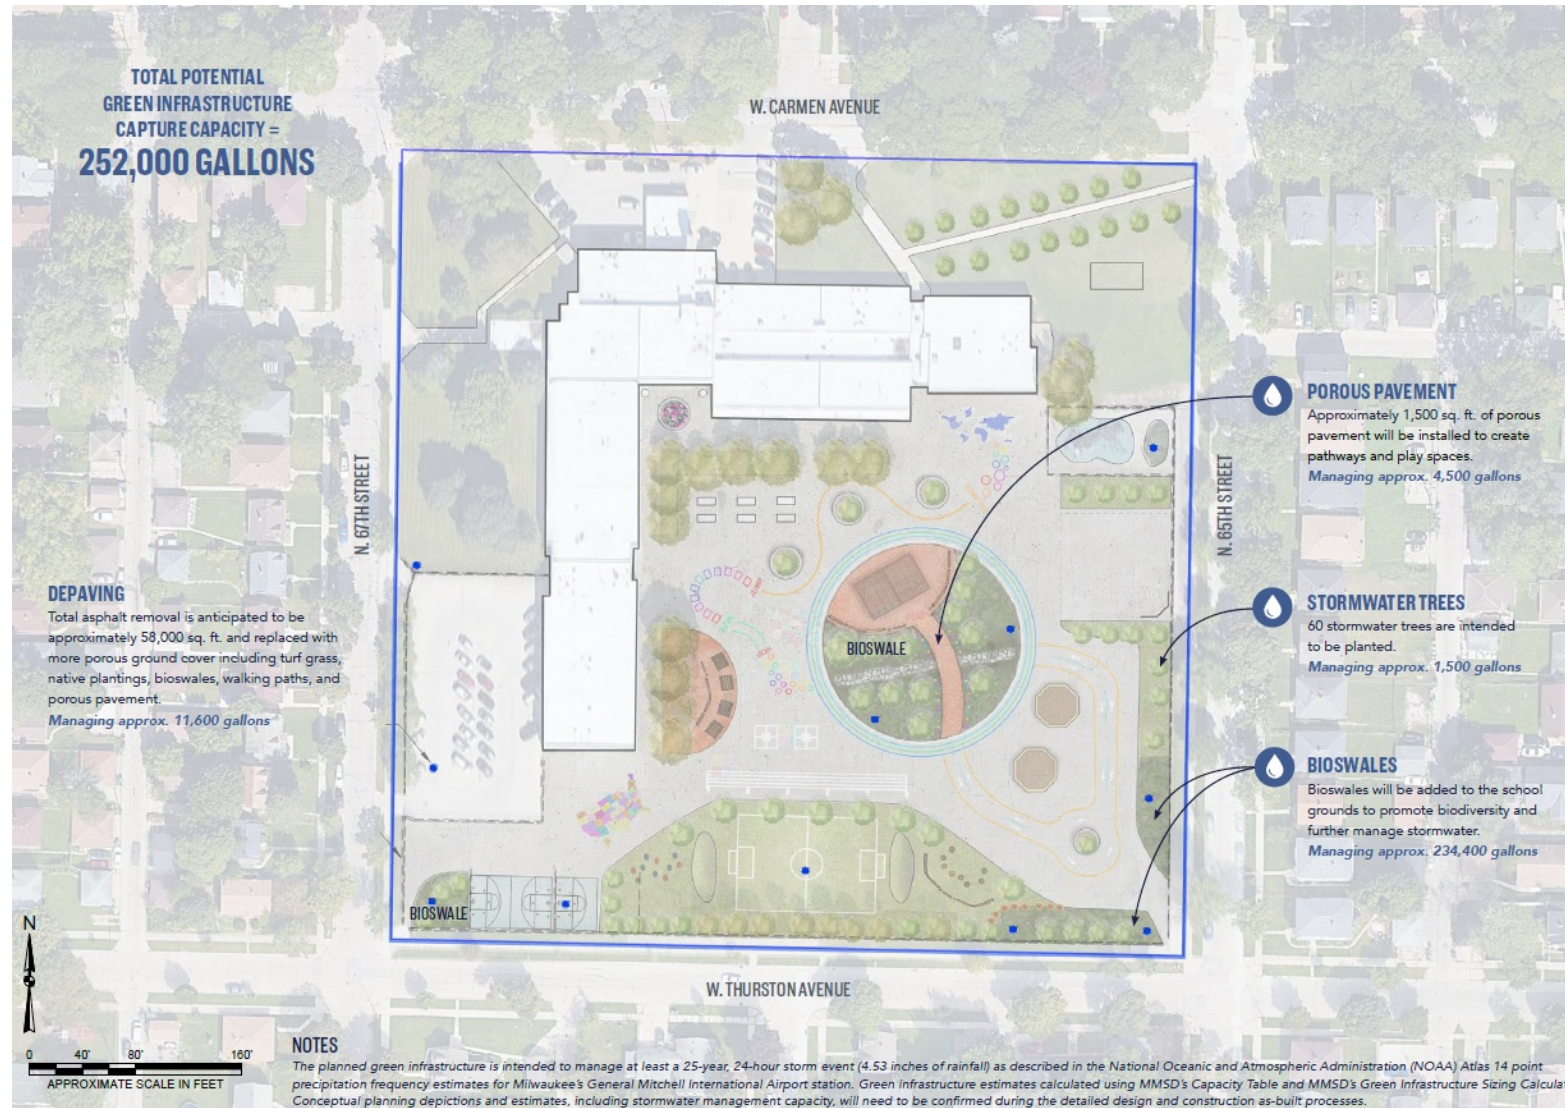 TOTAL POTENTIAL
GREEN INFRASTRUCTURE
CAPTURE CAPACITY =
252,000 GALLONS
W. CARMEN AVENUE
N. 67TH STREET
N. 65TH STREET
POROUS PAVEMENT
Approximately 1,500 sq. ft. of porous
pavement will be installed to create
pathways and play spaces.
Managing approx. 4,500 gallons
DEPAVING
Total asphalt removal is anticipated to be
approximately 58,000 sq. ft. and replaced with
more porous ground cover including turf grass,
native plantings, bioswales, walking paths, and
porous pavement.
Managing approx. 11,600 gallons
STORMWATER TREES
60 stormwater trees are intended
to be planted.
Managing approx. 1,500 gallons
BIOSWALE
BIOSWALES
Bioswales will be added to the school
grounds to promote biodiversity and
further manage stormwater.
Managing approx. 234,400 gallons
BIOSWALE
W. THURSTON AVENUE
N
0 40' 80' 160'
APPROXIMATE SCALE IN FEET
NOTES
The planned green infrastructure is intended to manage at least a 25-year, 24-hour storm event (4.53 inches of rainfall) as described in the National Oceanic and Atmospheric Administration (NOAA) Atlas 14 point
precipitation frequency estimates for Milwaukee's General Mitchell International Airport station. Green infrastructure estimates calculated using MMSD's Capacity Table and MMSD's Green Infrastructure Sizing Calcula
Conceptual planning depictions and estimates, including stormwater management capacity, will need to be confirmed during the detailed design and construction as-built processes.